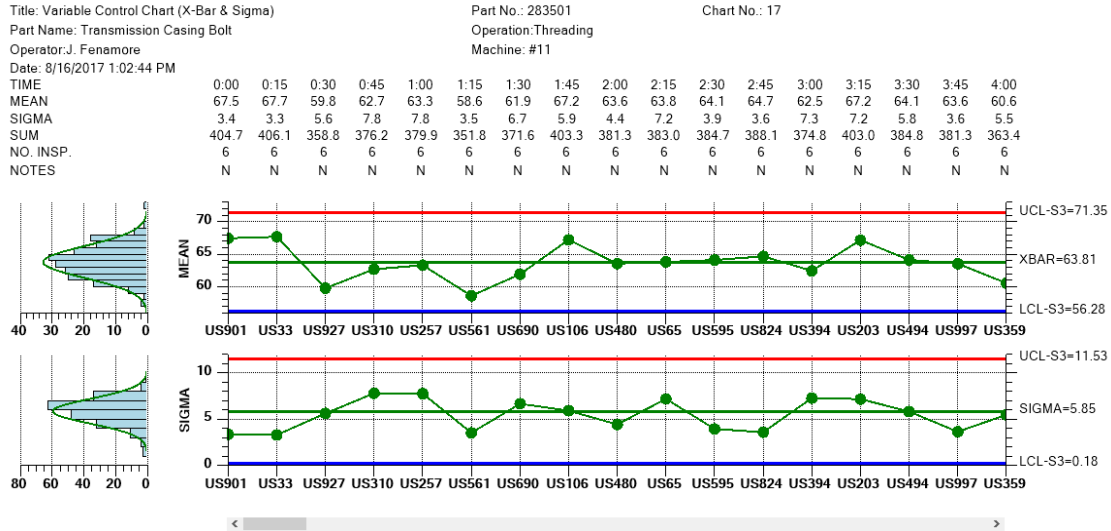 Title: Variable Control Chart (X-Bar & Sigma) Part No.: 283501 Chart No.: 17
Part Name: Transmission Casing Bolt Operation:Threading
Operator:J. Fenamore Machine: #11
Date: 8/16/2017 1:02:44 PM
TIME 0:00 0:15 0:30 0:45 1:00 1:15 1:30 1:45 2:00 2:15 2:30 2:45 3:00 3:15 3:30 3:45 4:00
MEAN 67.5 67.7 59.8 62.7 63.3 58.6 61.9 67.2 63.6 63.8 64.1 64.7 62.5 67.2 64.1 63.6 60.6
SIGMA 3.4 3.3 5.6 7.8 7.8 3.5 6.7 5.9 4.4 7.2 3.9 3.6 7.3 7.2 5.8 3.6 5.5
SUM 404.7 406.1 358.8 376.2 379.9 351.8 371.6 403.3 381.3 383.0 384.7 388.1 374.8 403.0 384.8 381.3 363.4
NO. INSP. 6 6 6 6 6 6 6 6 6 6 6 6 6 6 6 6 6
NOTES N N N N N N N N N N N N N N N N N
UCL-S3=71.35
70
MEAN
65
XBAR=63.81
60
LCL-S3=56.28
40 30 20 10 0
US901 US33 US927 US310 US257 US561 US690 US106 US480 US65 US595 US824 US394 US203 US494 US997 US359
UCL-S3=11.53
10
SIGMA
5
SIGMA=5.85
0
LCL-S3=0.18
80 60 40 20 0
US901 US33 US927 US310 US257 US561 US690 US106 US480 US65 US595 US824 US394 US203 US494 US997 US359